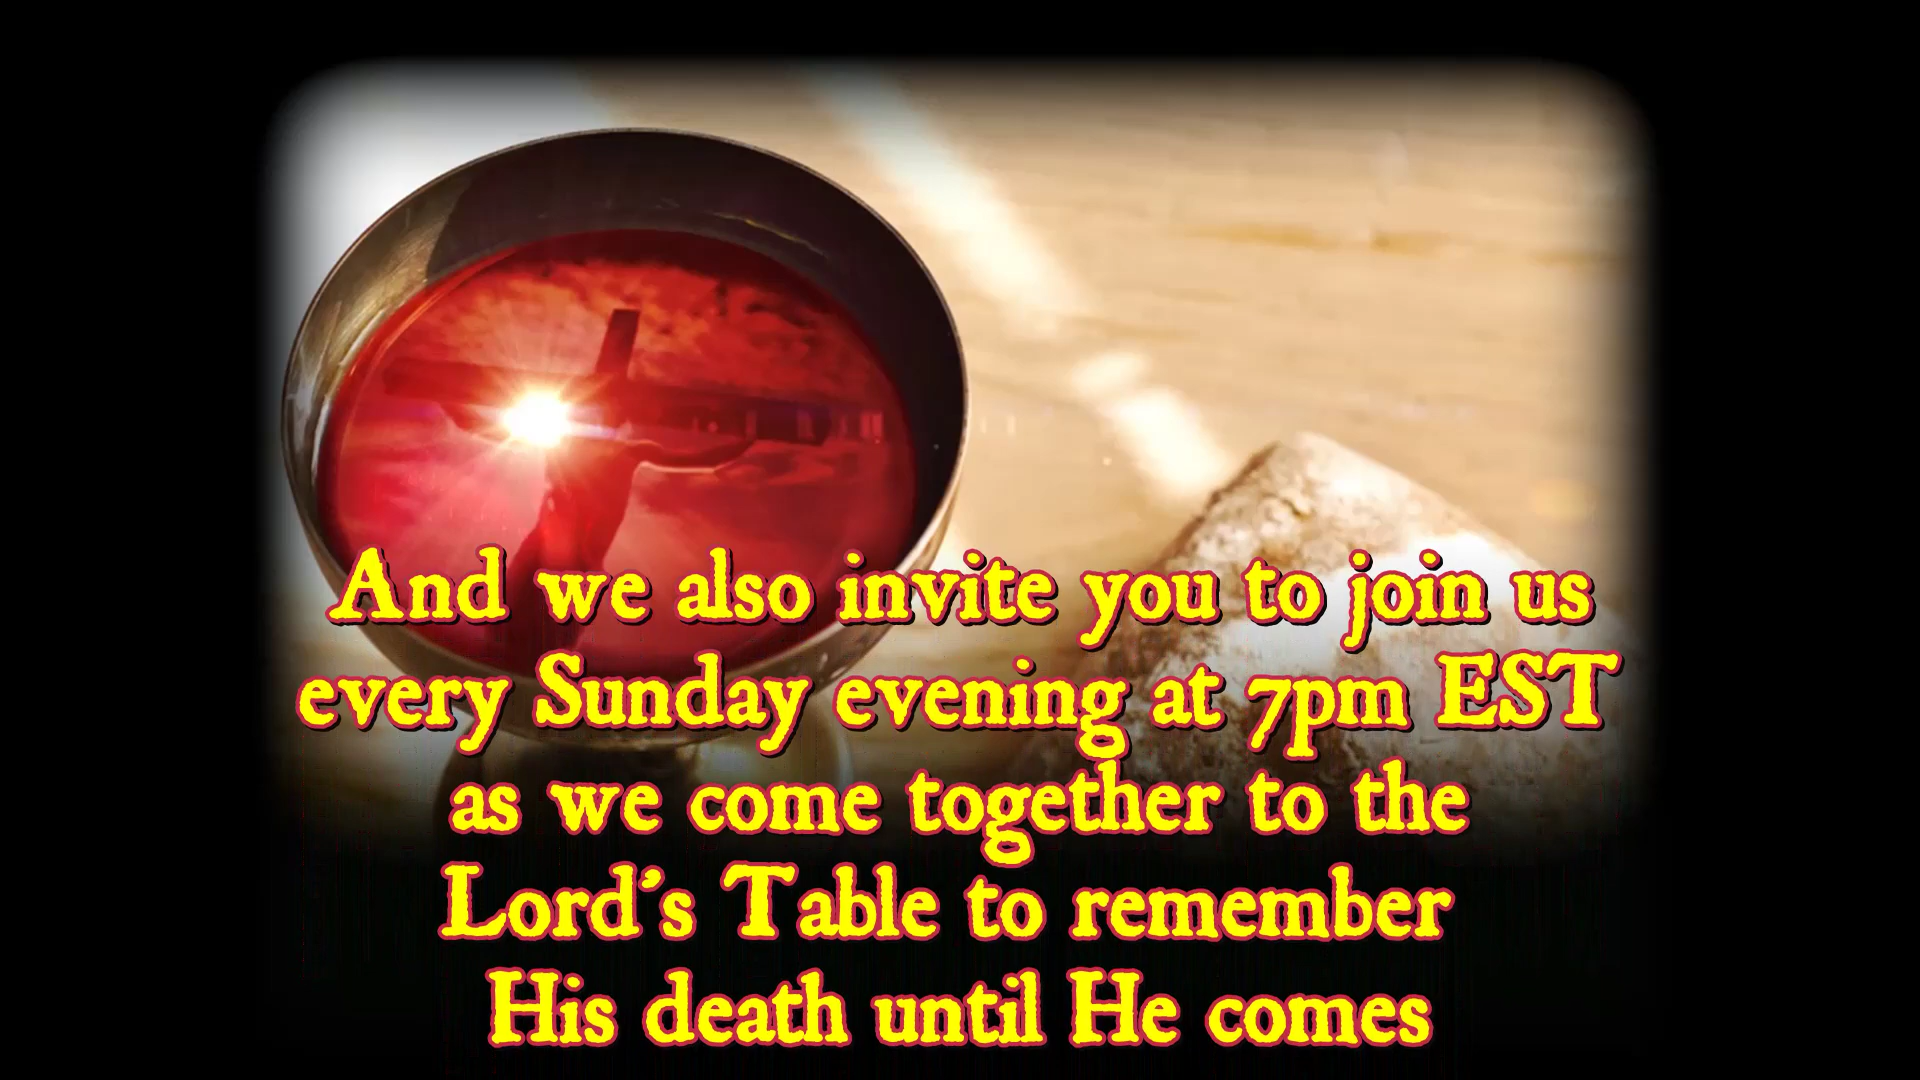 And we also invite you to join us
every Sunday evening at 7pm EST
as we come together to the
Lord's Table to remember
His death until He comes